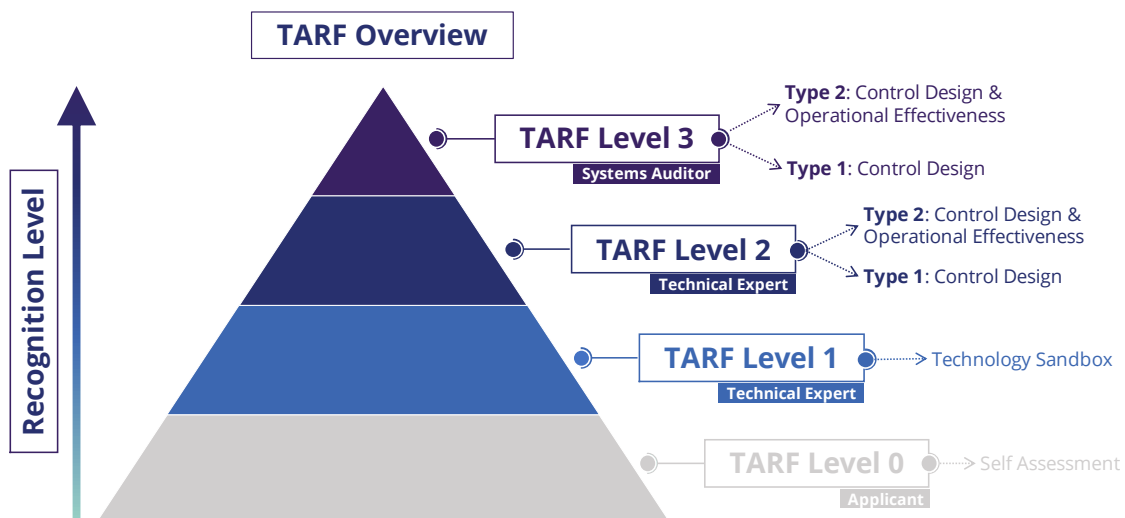 TARF Overview
Recognition Level
TARF Level 3
Systems Auditor
Type 2: Control Design &
Operational Effectiveness
Type 1: Control Design
TARF Level 2
Technical Expert
Type 2: Control Design &
Operational Effectiveness
Type 1: Control Design
TARF Level 1
Technical Expert
Technology Sandbox
TARF Level 0
Applicant
Self Assessment